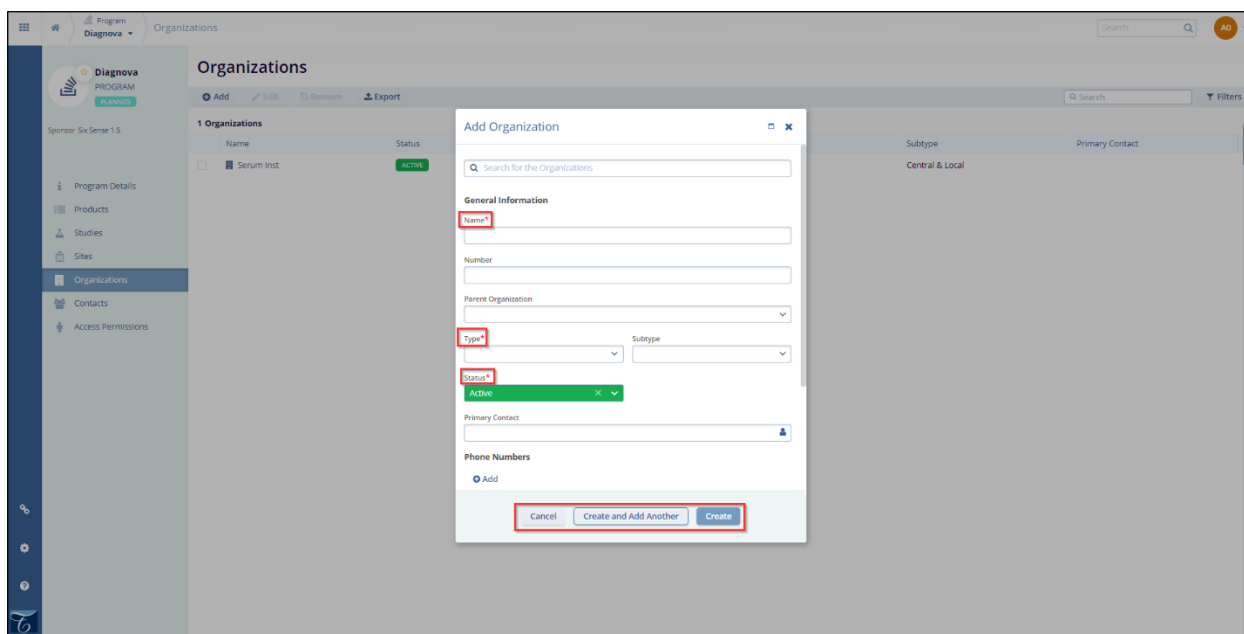 Program
Diagnova
Organizations
Search
AO
Diagnova
PROGRAM
PLANNED
Sponsor Six Sense 1.5
Program Details
Products
Studies
Sites
Organizations
Contacts
Access Permissions
Organizations
Add Edit Remove Export
Search Filters
1 Organizations
Name Status Subtype Primary Contact
Serum Inst ACTIVE Central & Local
Add Organization
Search for the Organizations
General Information
Name*
Number
Parent Organization
Type* Subtype
Status*
Active
Primary Contact
Phone Numbers
Add
Cancel Create and Add Another Create